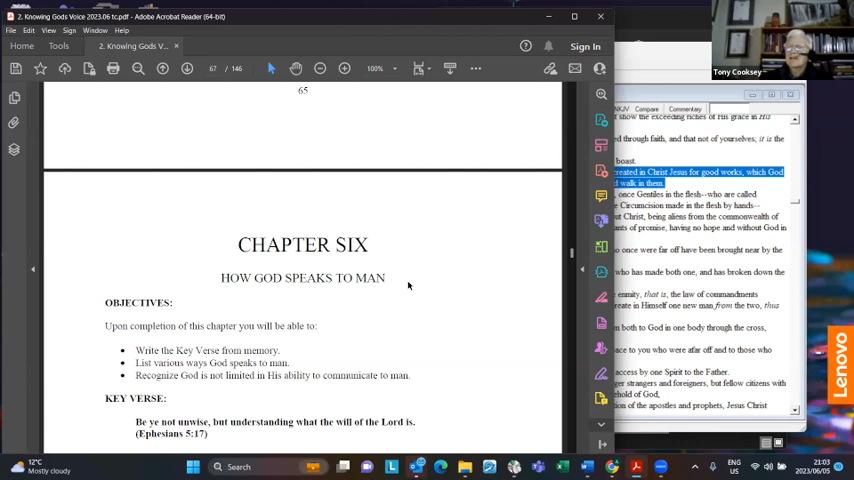 2. Knowing Gods Voice 2023.06 tc.pdf - Adobe Acrobat Reader (64-bit)
File Edit View Sign Window Help
Home Tools 2. Knowing Gods V... × Sign In
67 / 146 100%
65
CHAPTER SIX
HOW GOD SPEAKS TO MAN
OBJECTIVES:
Upon completion of this chapter you will be able to:
• Write the Key Verse from memory.
• List various ways God speaks to man.
• Recognize God is not limited in His ability to communicate to man.
KEY VERSE:
Be ye not unwise, but understanding what the will of the Lord is.
(Ephesians 5:17)
Tony Cooksey
NKJV Compare Commentary
t show the exceeding riches of His grace in His
ed through faith, and that not of yourselves; it is the
boast.
created in Christ Jesus for good works, which God
d walk in them.
once Gentiles in the flesh--who are called
e Circumcision made in the flesh by hands--
out Christ, being aliens from the commonwealth of
ants of promise, having no hope and without God in
o once were far off have been brought near by the
who has made both one, and has broken down the
enmity, that is, the law of commandments
reate in Himself one new man from the two, thus
n both to God in one body through the cross,
eace to you who were afar off and to those who
access by one Spirit to the Father.
ger strangers and foreigners, but fellow citizens with
ehold of God,
tion of the apostles and prophets, Jesus Christ
Lenovo
12°C
Mostly cloudy
Search
ENG
US
21:03
2023/06/05